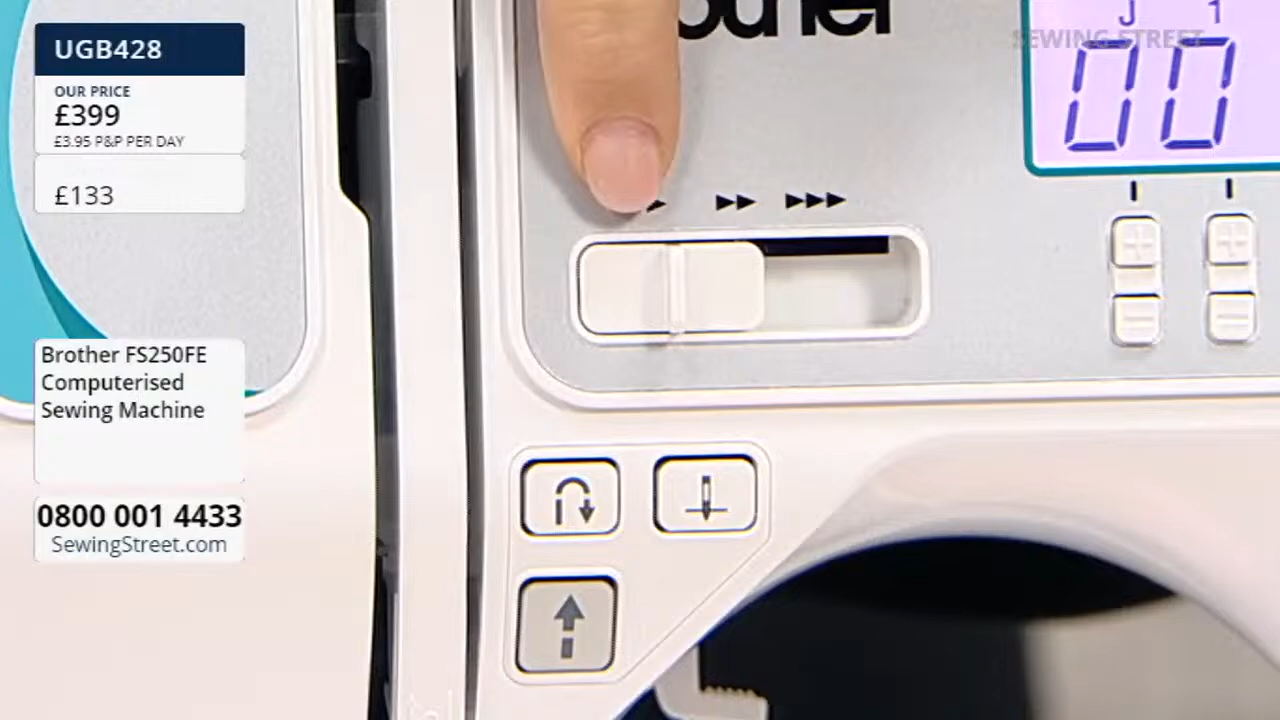 UGB428
OUR PRICE
£399
£3.95 P&P PER DAY
£133
Brother FS250FE
Computerised
Sewing Machine
0800 001 4433
SewingStreet.com
SEWING STREET
J 1
00